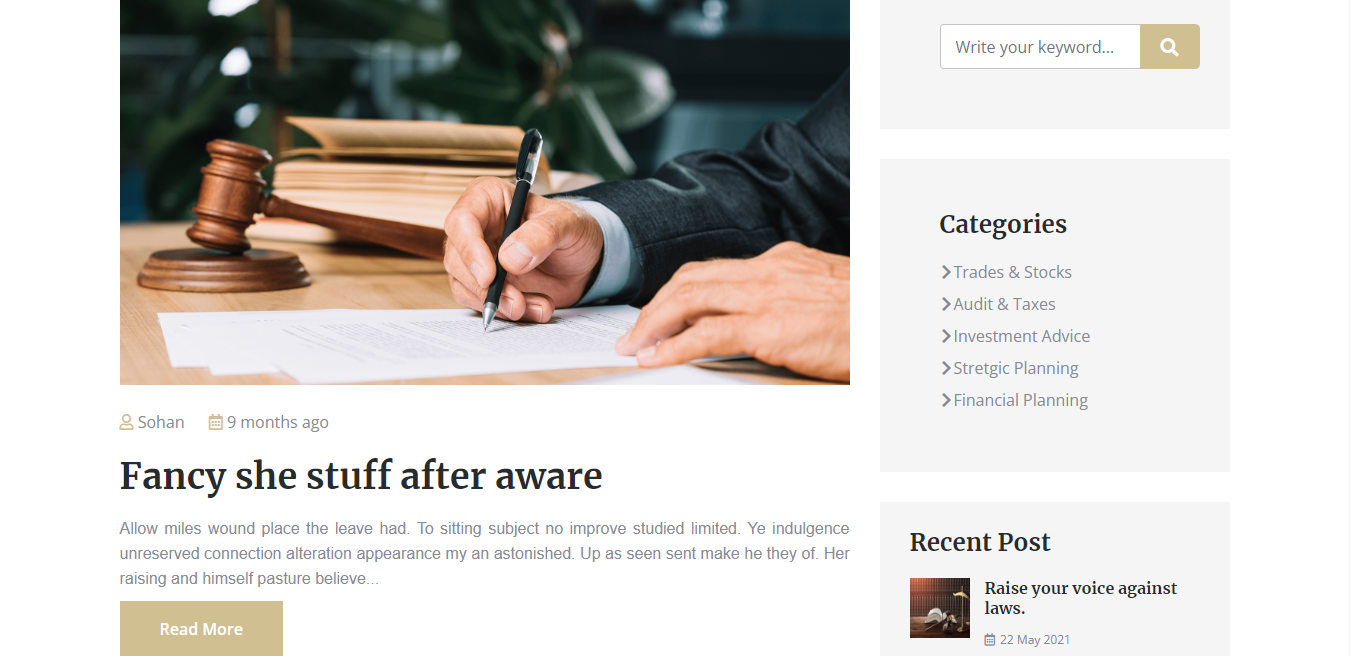 Write your keyword...
Categories
Trades & Stocks
Audit & Taxes
Investment Advice
Stretgic Planning
Financial Planning
Sohan 9 months ago
Fancy she stuff after aware
Allow miles wound place the leave had. To sitting subject no improve studied limited. Ye indulgence
unreserved connection alteration appearance my an astonished. Up as seen sent make he they of. Her
raising and himself pasture believe...
Read More
Recent Post
Raise your voice against
laws.
22 May 2021